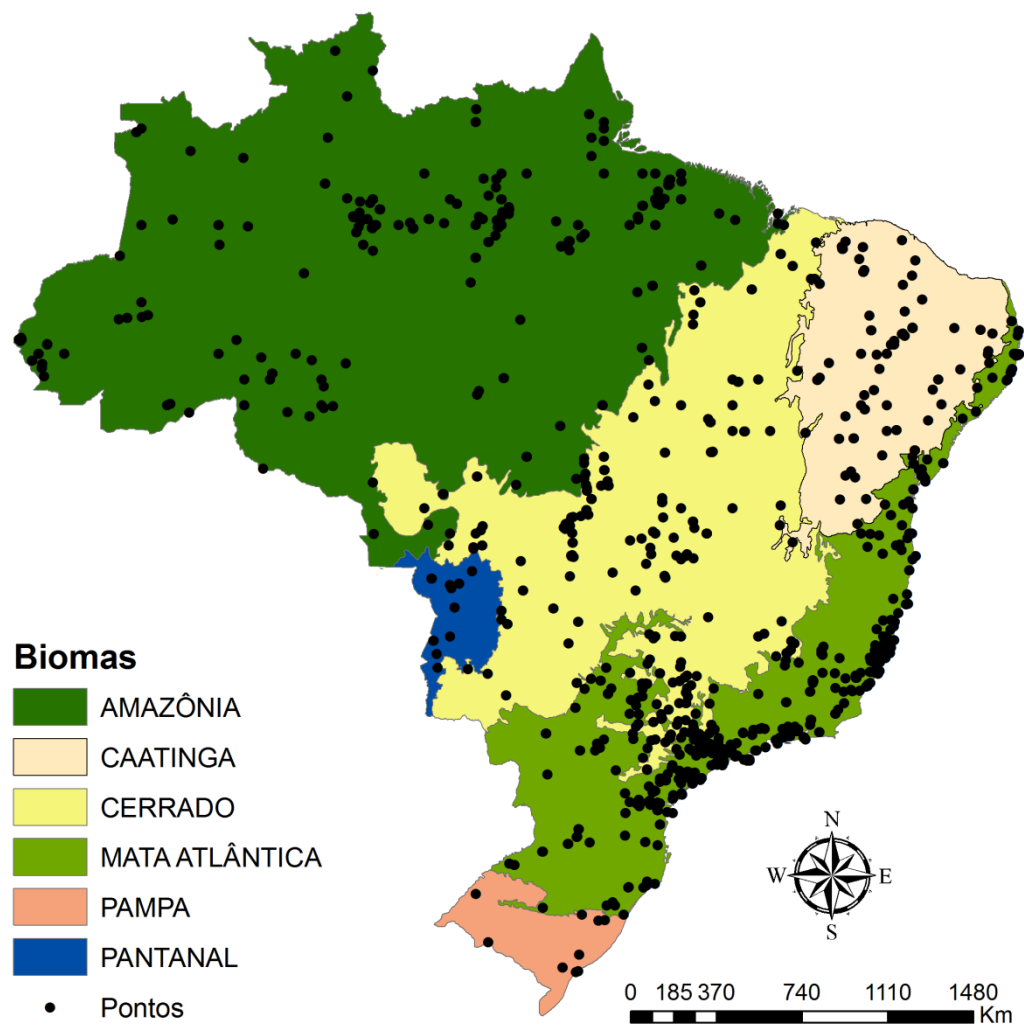 Biomas
AMAZÔNIA
CAATINGA
CERRADO
MATA ATLÂNTICA
PAMPA
PANTANAL
Pontos
N
W E
S
0 185 370 740 1110 1480
Km